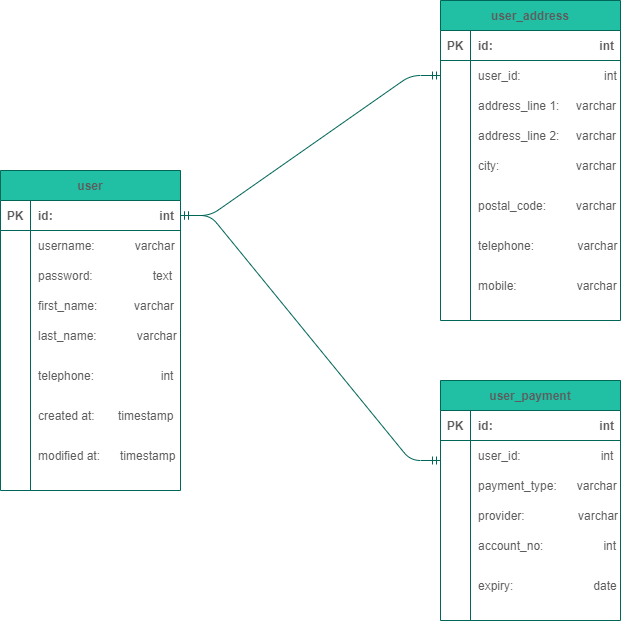 user_address
PK id: int
user_id: int
address_line 1: varchar
address_line 2: varchar
city: varchar
postal_code: varchar
telephone: varchar
mobile: varchar
user
PK id: int
username: varchar
password: text
first_name: varchar
last_name: varchar
telephone: int
created at: timestamp
modified at: timestamp
user_payment
PK id: int
user_id: int
payment_type: varchar
provider: varchar
account_no: int
expiry: date